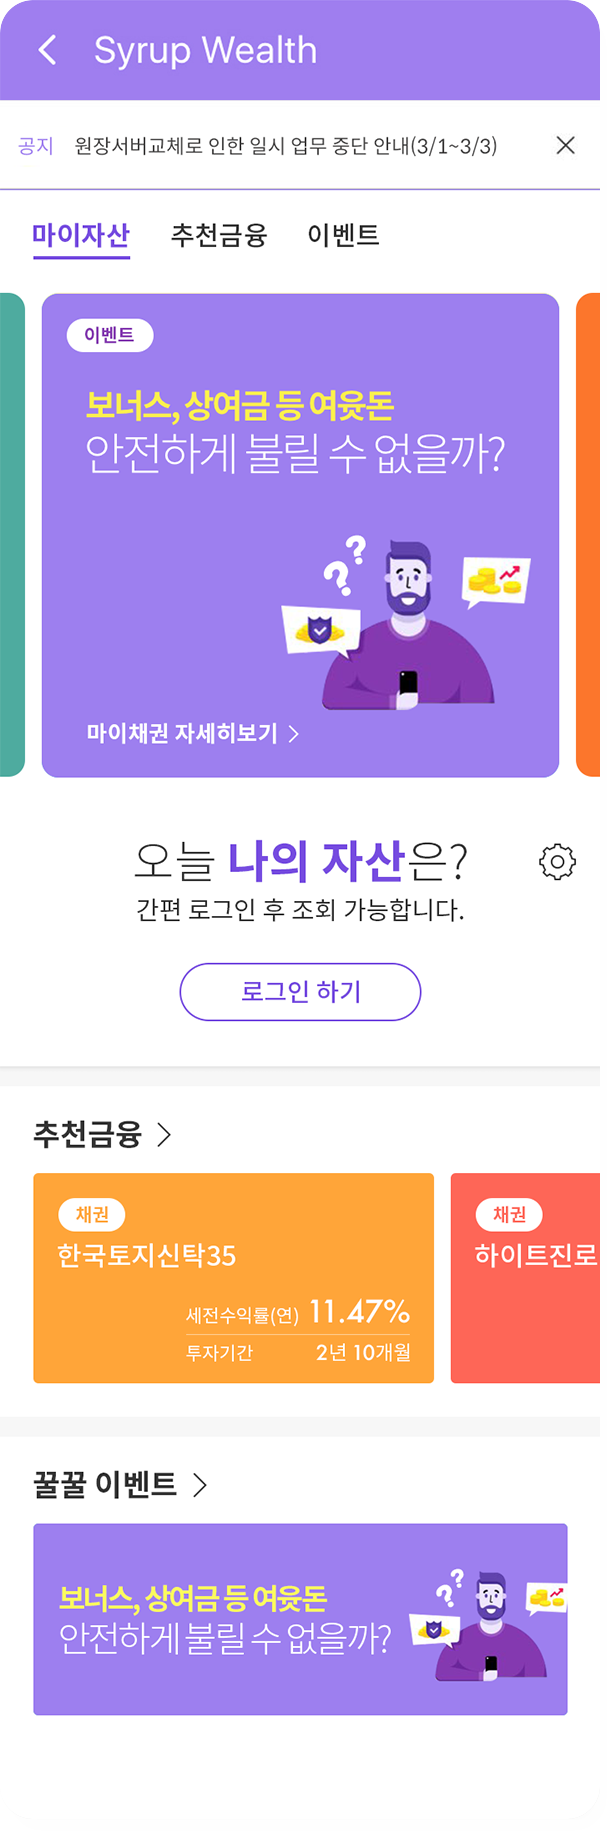 Syrup Wealth
공지 원장서버교체로 인한 일시 업무 중단 안내(3/1~3/3)
마이자산 추천금융 이벤트
이벤트
보너스, 상여금 등 여윳돈
안전하게 불릴 수 없을까?
? ?
마이채권 자세히보기 >
오늘 나의 자산은?
간편 로그인 후 조회 가능합니다.
로그인 하기
추천금융 >
채권
한국토지신탁35
세전수익률(연) 11.47%
투자기간 2년 10개월
채권
하이트진로
꿀꿀 이벤트 >
보너스, 상여금 등 여윳돈
안전하게 불릴 수 없을까?
? ?